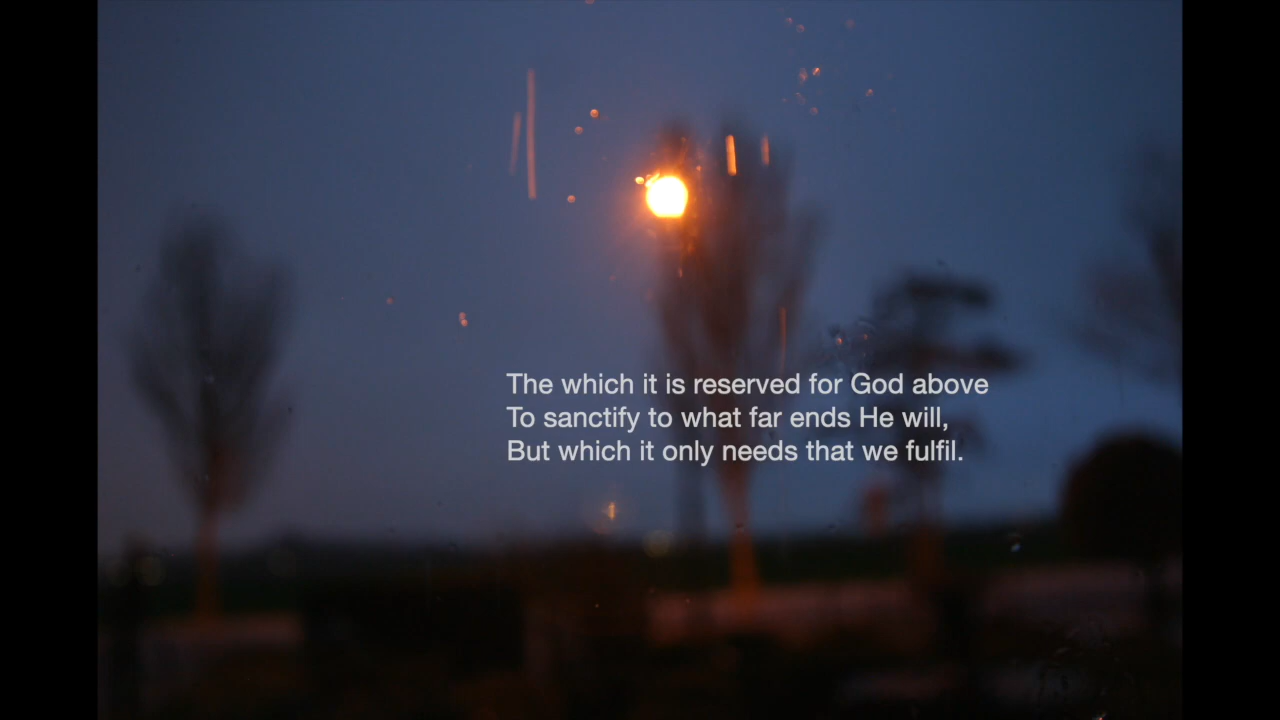 The which it is reserved for God above
To sanctify to what far ends He will,
But which it only needs that we fulfil.